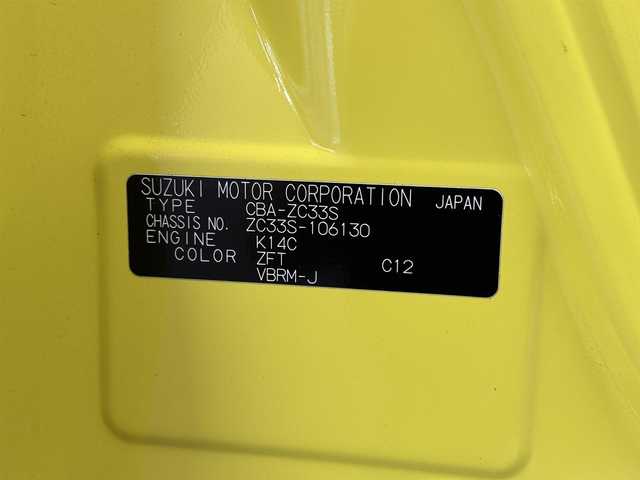 SUZUKI MOTOR CORPORATION JAPAN
TYPE CBA-ZC33S
CHASSIS NO. ZC33S-106130
ENGINE K14C
COLOR ZFT C12
VBRM-J